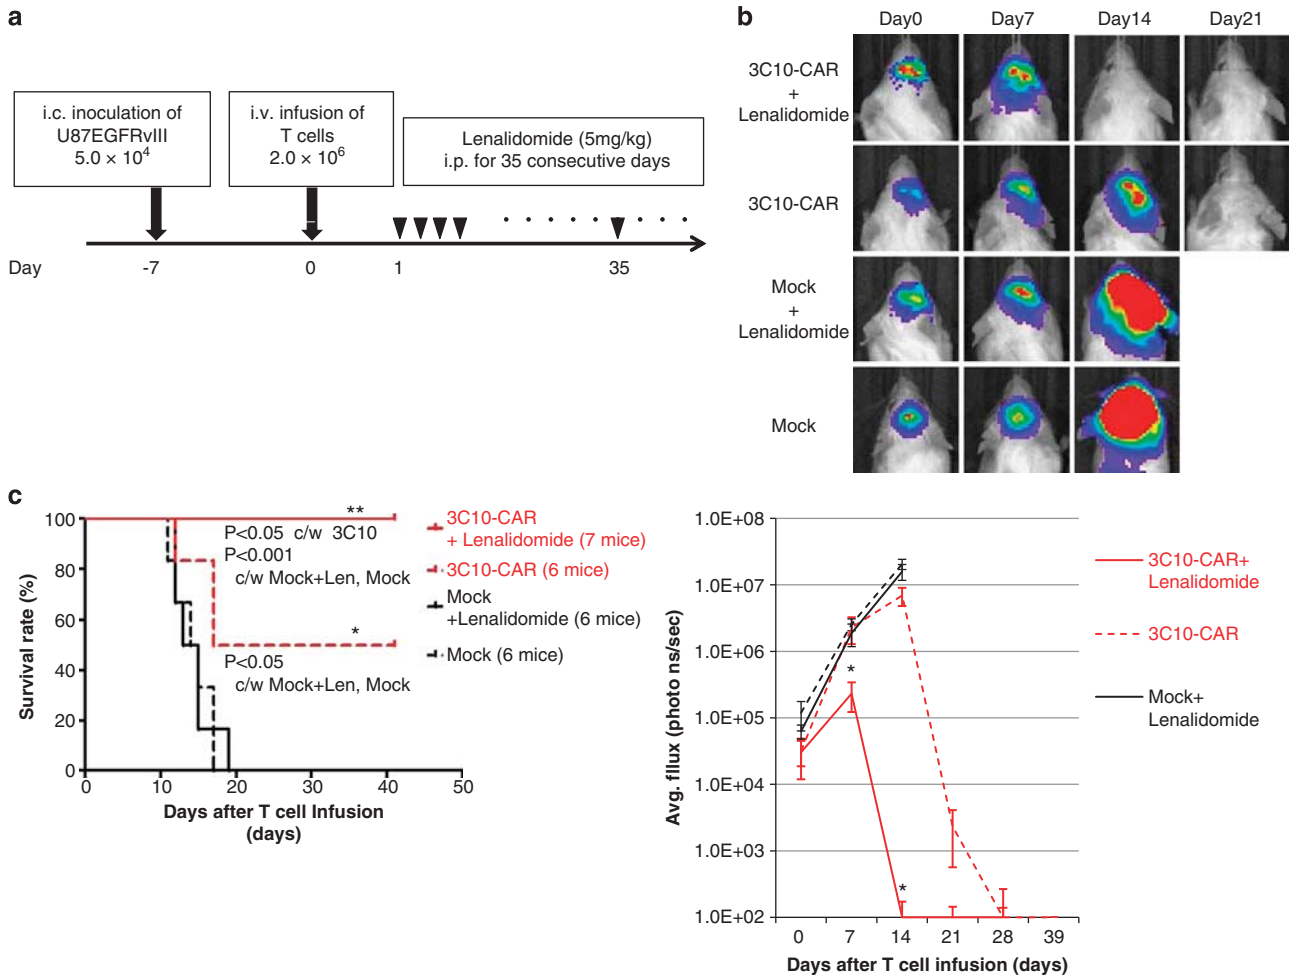 a
i.c. inoculation of
U87EGFRvIII
5.0 × 10⁴
i.v. infusion of
T cells
2.0 × 10⁶
Lenalidomide (5mg/kg)
i.p. for 35 consecutive days
Day
-7
0
1
35
b
Day0
Day7
Day14
Day21
3C10-CAR
+
Lenalidomide
3C10-CAR
Mock
+
Lenalidomide
Mock
c
Survival rate (%)
100
80
60
40
20
0
**
P<0.05 c/w 3C10
P<0.001
c/w Mock+Len, Mock
*
P<0.05
c/w Mock+Len, Mock
0
10
20
30
40
50
Days after T cell Infusion
(days)
3C10-CAR
+ Lenalidomide (7 mice)
3C10-CAR (6 mice)
Mock
+Lenalidomide (6 mice)
Mock (6 mice)
Avg. fllux (photo ns/sec)
1.0E+08
1.0E+07
1.0E+06
1.0E+05
1.0E+04
1.0E+03
1.0E+02
*
*
0
7
14
21
28
39
Days after T cell infusion (days)
3C10-CAR+
Lenalidomide
3C10-CAR
Mock+
Lenalidomide